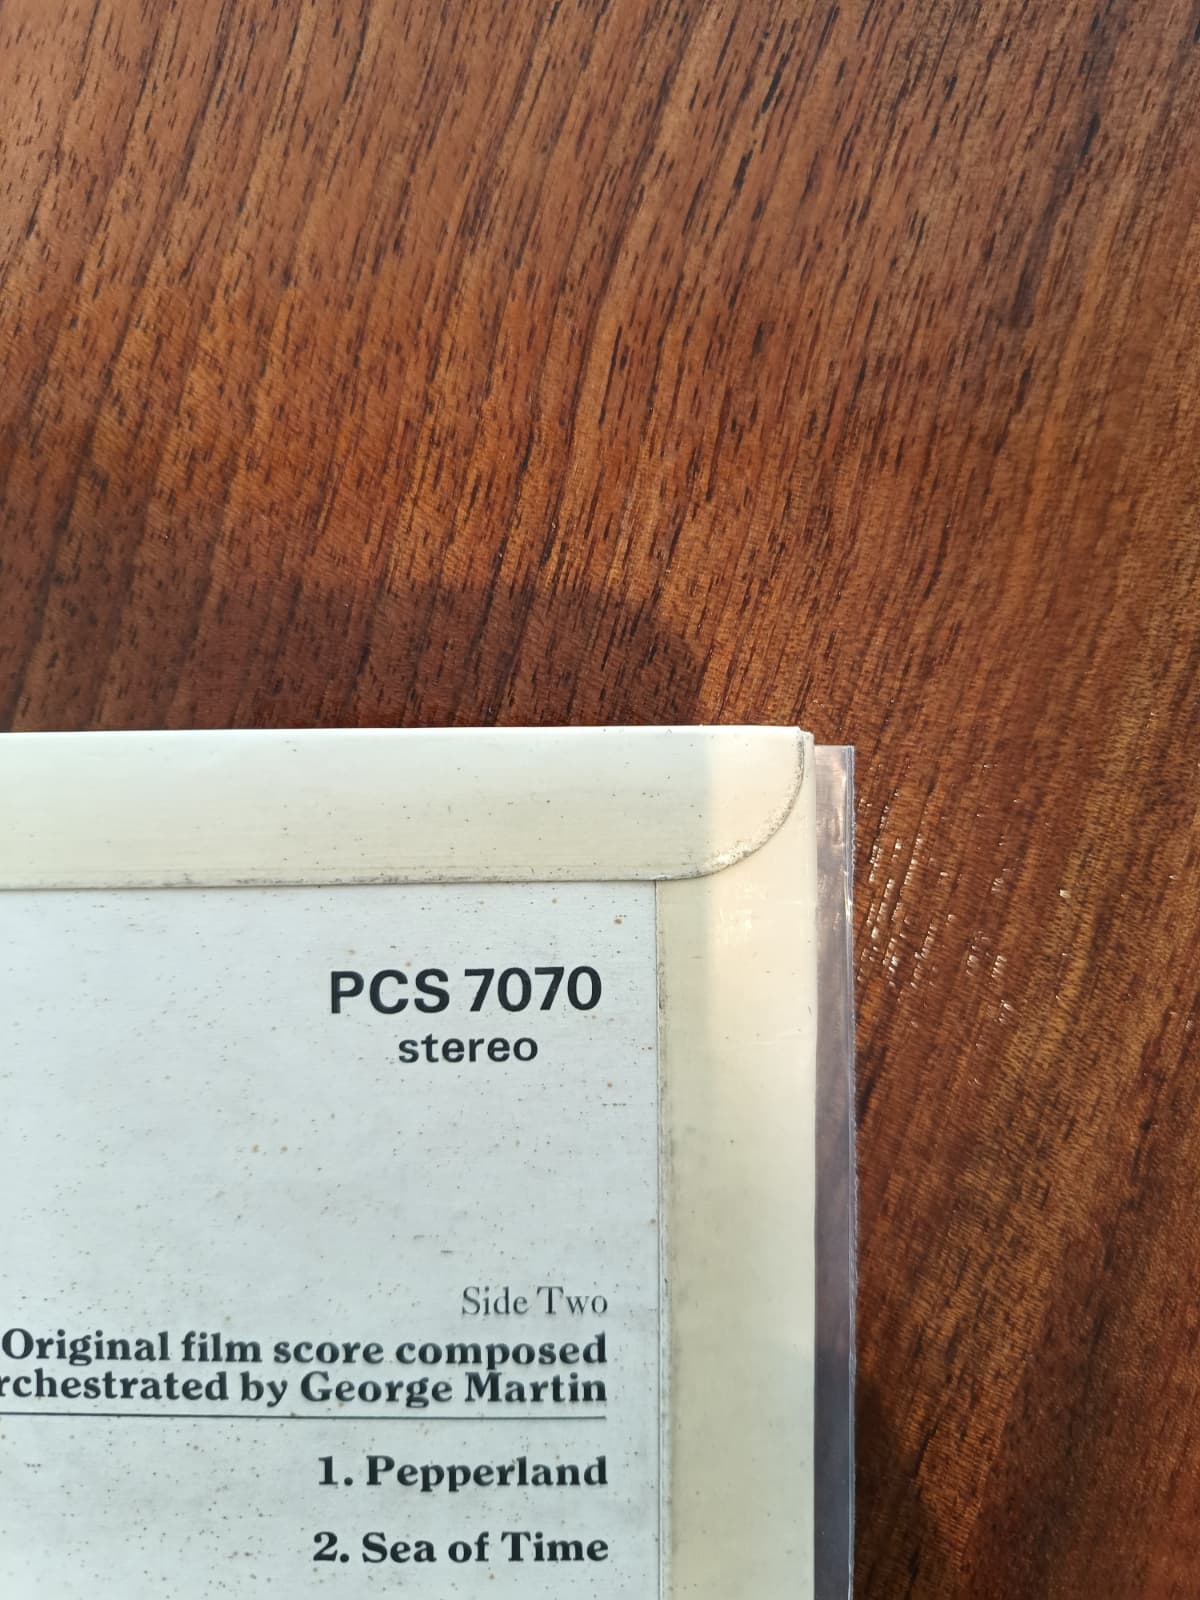 PCS 7070
stereo
Side Two
Original film score composed
rchestrated by George Martin
1. Pepperland
2. Sea of Time